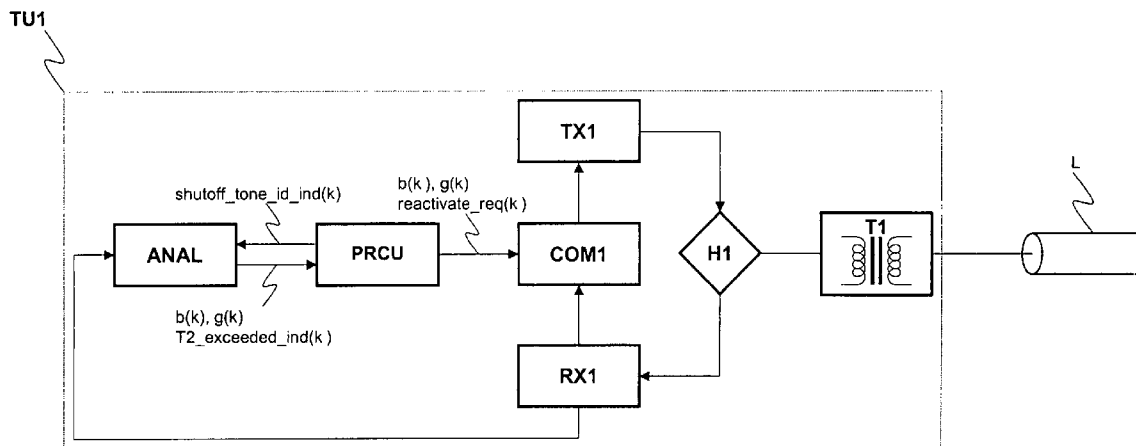 TU1
TX1
shutoff_tone_id_ind(k)
b(k), g(k)
reactivate_req(k)
L
ANAL
PRCU
COM1
H1
T1
b(k), g(k)
T2_exceeded_ind(k)
RX1